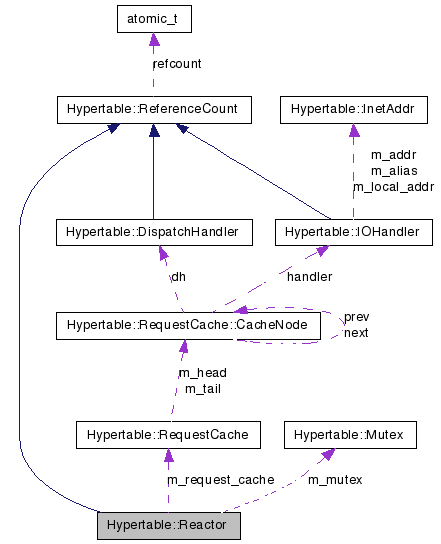 atomic_t
refcount
Hypertable::ReferenceCount
Hypertable::InetAddr
m_addr
m_alias
m_local_addr
Hypertable::DispatchHandler
Hypertable::IOHandler
dh
handler
Hypertable::RequestCache::CacheNode
prev
next
m_head
m_tail
Hypertable::RequestCache
Hypertable::Mutex
m_request_cache
m_mutex
Hypertable::Reactor